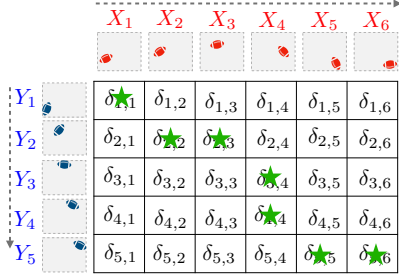 X₁ X₂ X₃ X₄ X₅ X₆
Y₁ δ₁,₁ δ₁,₂ δ₁,₃ δ₁,₄ δ₁,₅ δ₁,₆
Y₂ δ₂,₁ δ₂,₂ δ₂,₃ δ₂,₄ δ₂,₅ δ₂,₆
Y₃ δ₃,₁ δ₃,₂ δ₃,₃ δ₃,₄ δ₃,₅ δ₃,₆
Y₄ δ₄,₁ δ₄,₂ δ₄,₃ δ₄,₄ δ₄,₅ δ₄,₆
Y₅ δ₅,₁ δ₅,₂ δ₅,₃ δ₅,₄ δ₅,₅ δ₅,₆